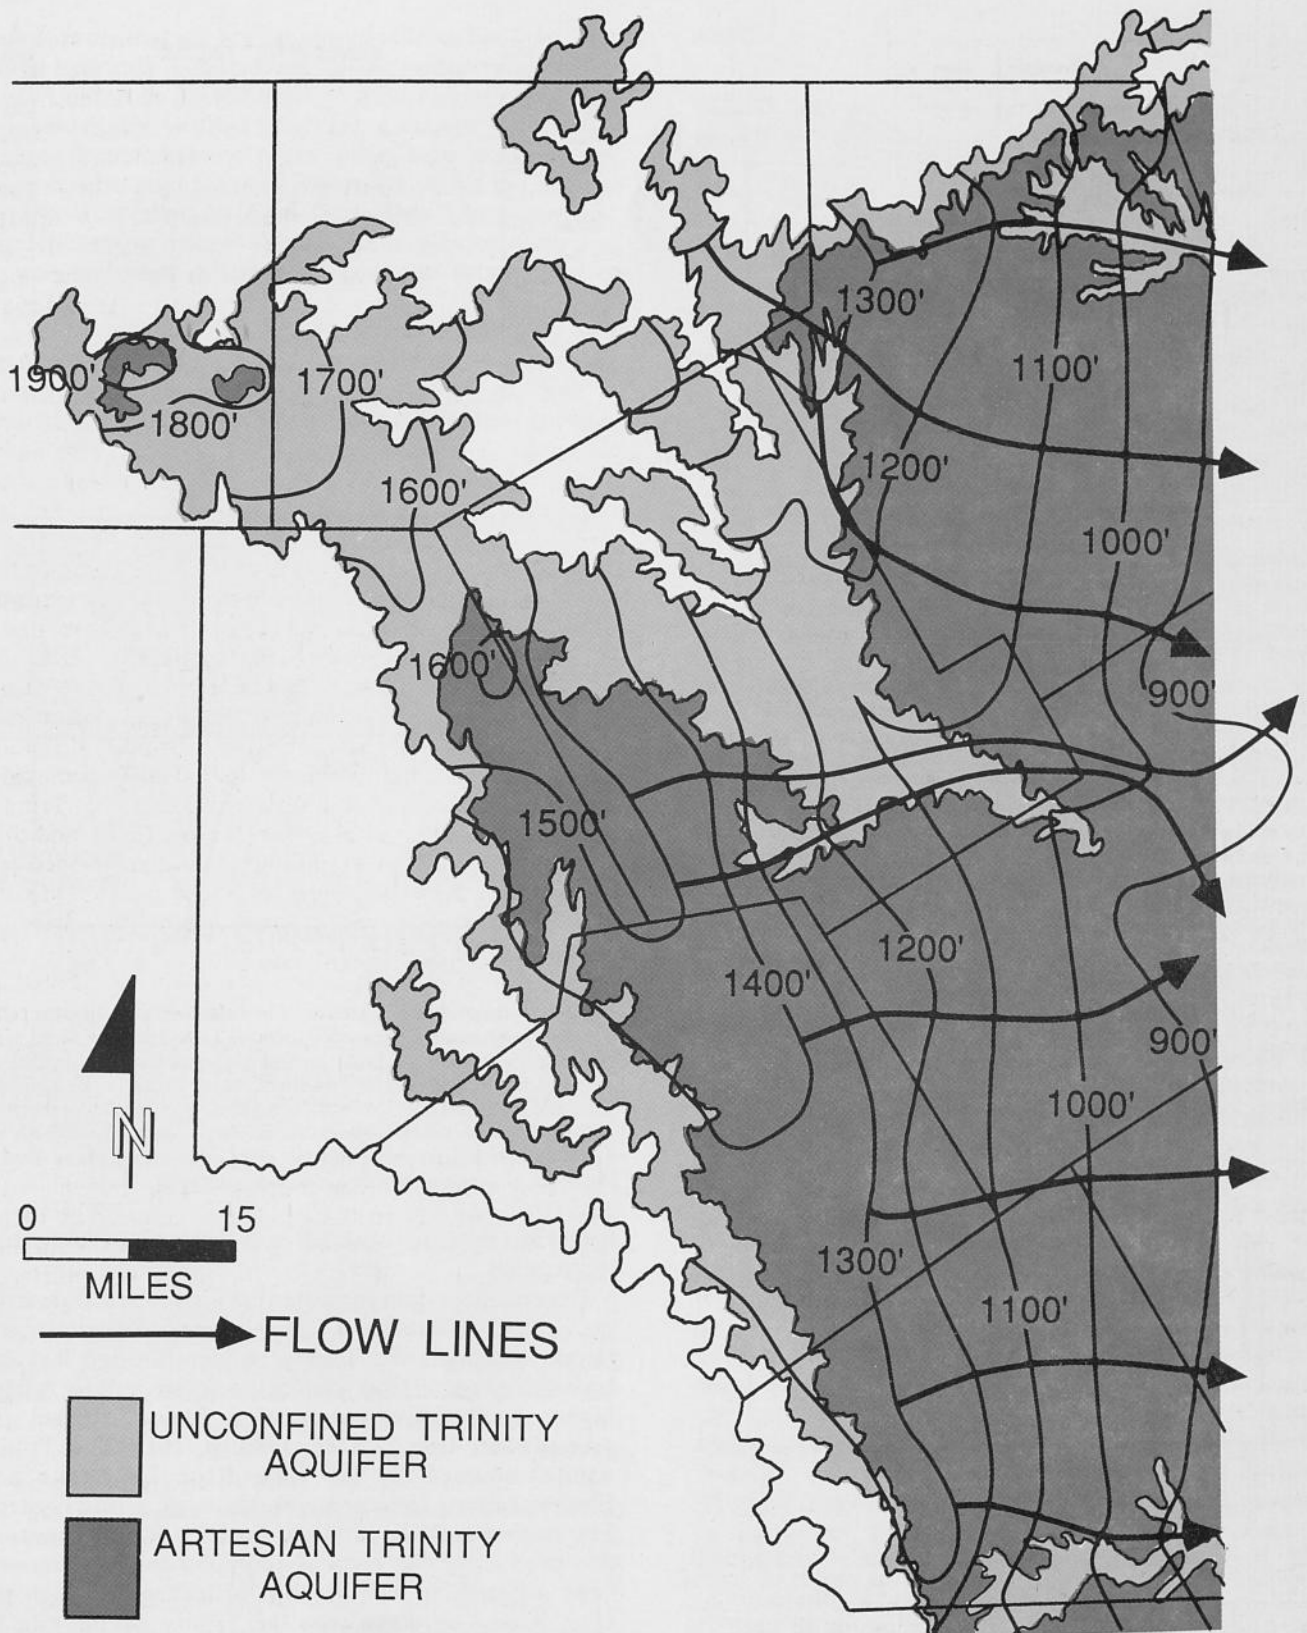 1300'
1100'
1900'
1700'
1800'
1200'
1600'
1000'
1600'
900'
1500'
1200'
1400'
900'
1000'
N
0 15
MILES
1300'
1100'
FLOW LINES
UNCONFINED TRINITY
AQUIFER
ARTESIAN TRINITY
AQUIFER